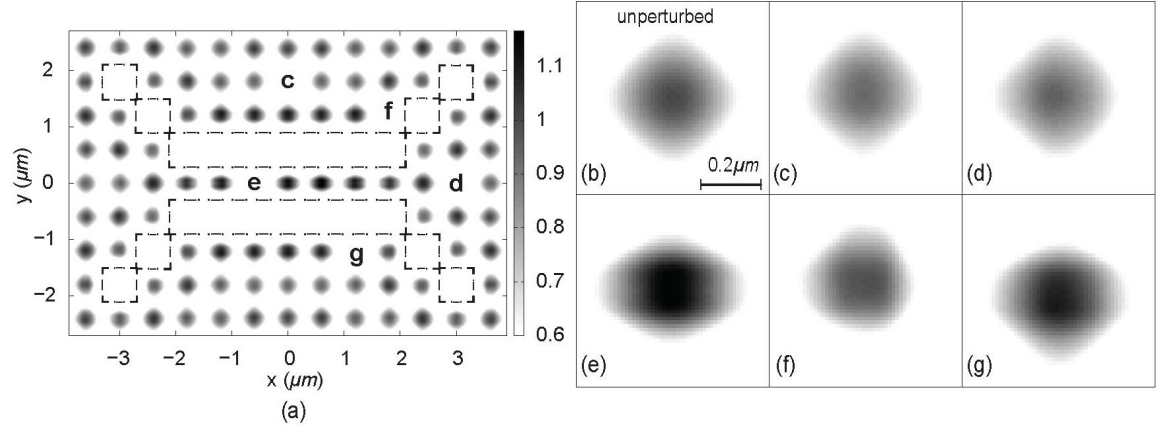 2
1
0
−1
−2
y (µm)
−3 −2 −1 0 1 2 3
x (µm)
(a)
c
f
e
d
g
1.1
1
0.9
0.8
0.7
0.6
unperturbed
(b)
0.2µm
(c)
(d)
(e)
(f)
(g)